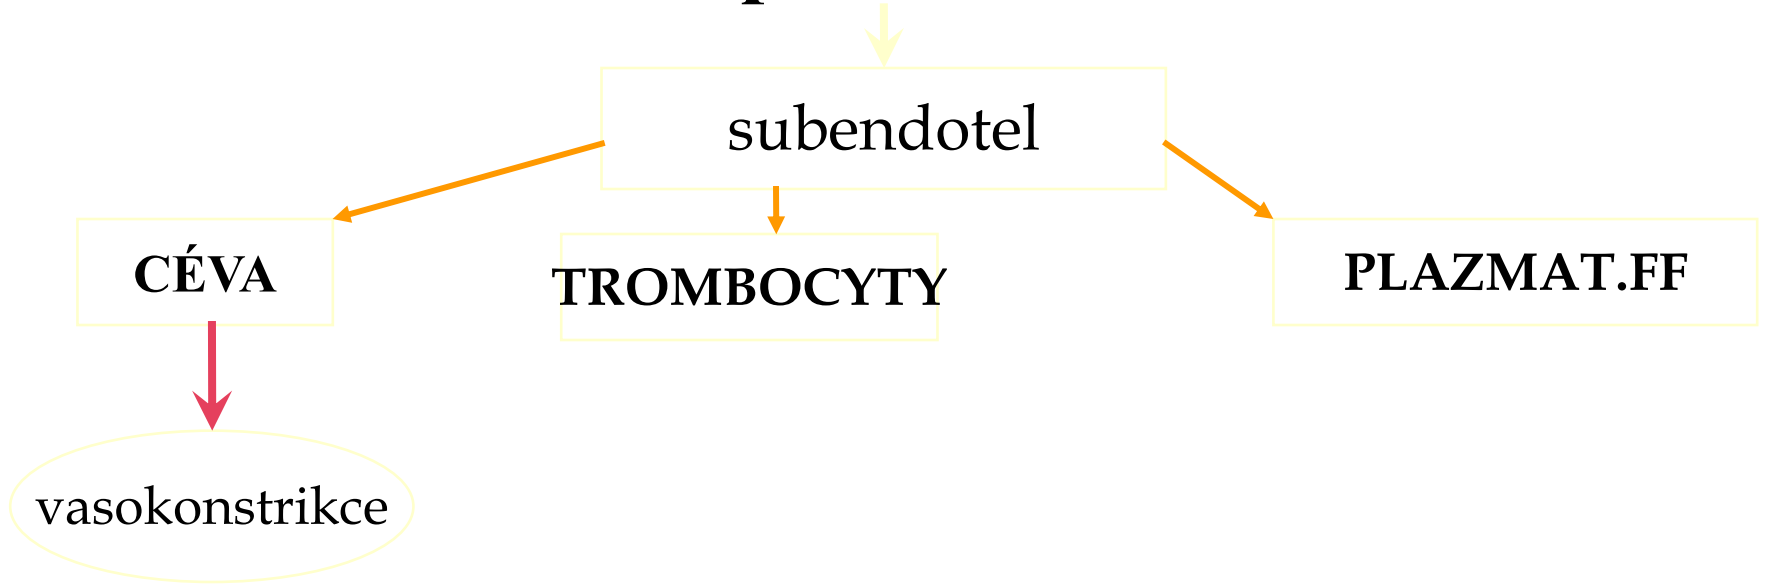 subendotel
CÉVA
TROMBOCYTY
PLAZMAT.FF
vasokonstrikce